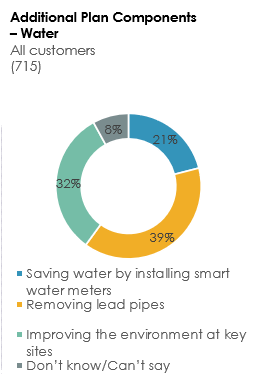 Additional Plan Components
– Water
All customers
(715)
8%
21%
32%
39%
Saving water by installing smart
water meters
Removing lead pipes
Improving the environment at key
sites
Don’t know/Can’t say